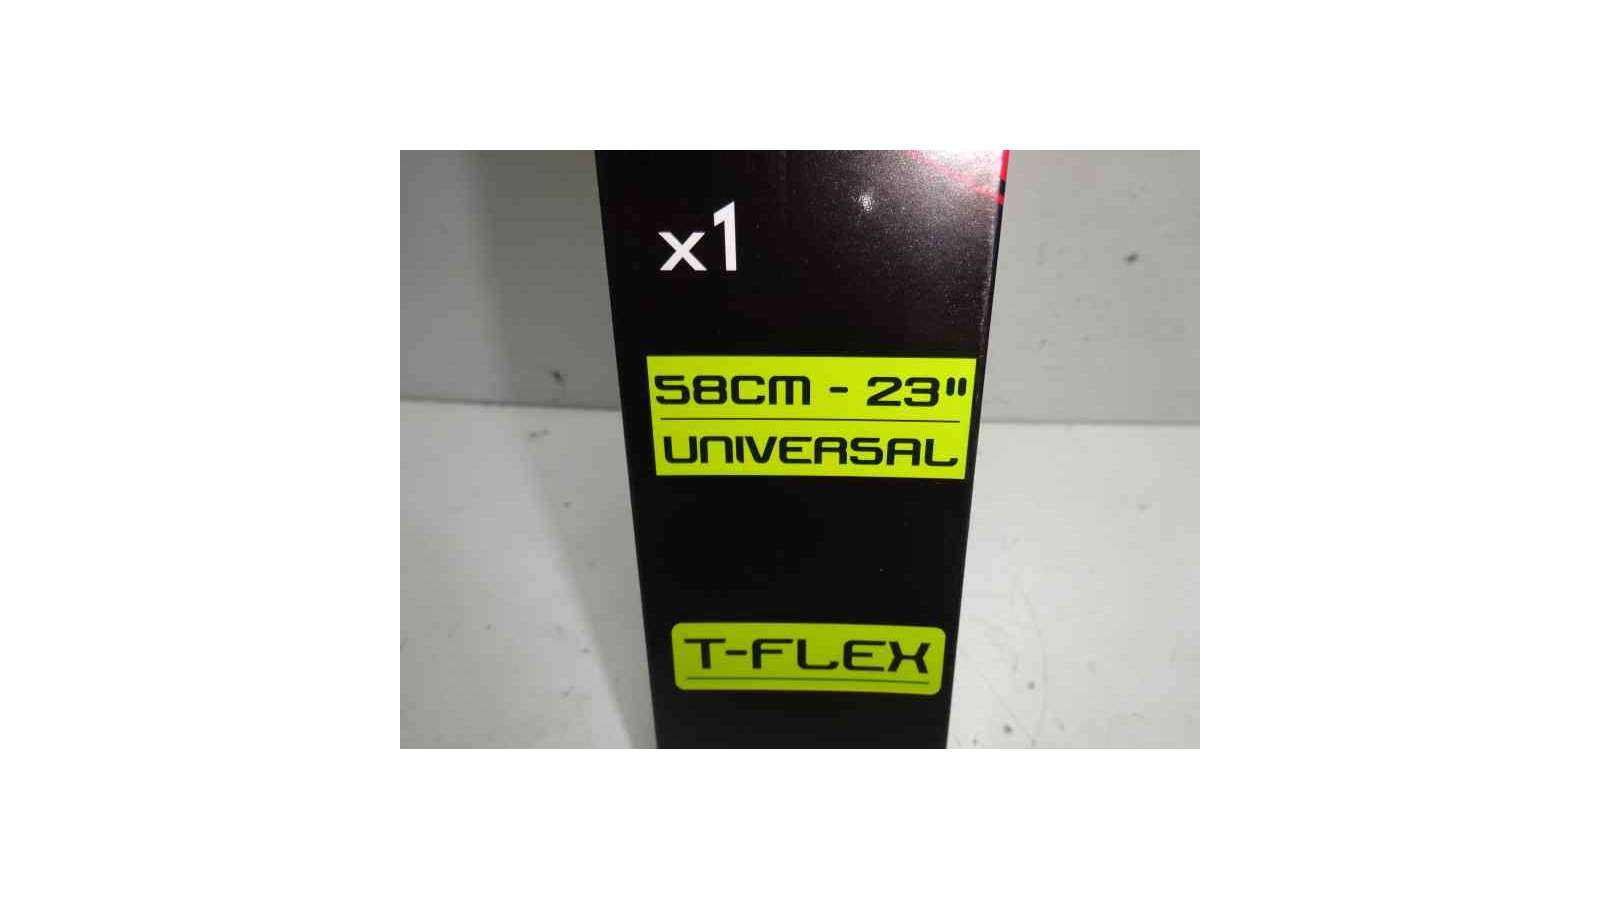 x1
58CM - 23"
UNIVERSAL
T-FLEX